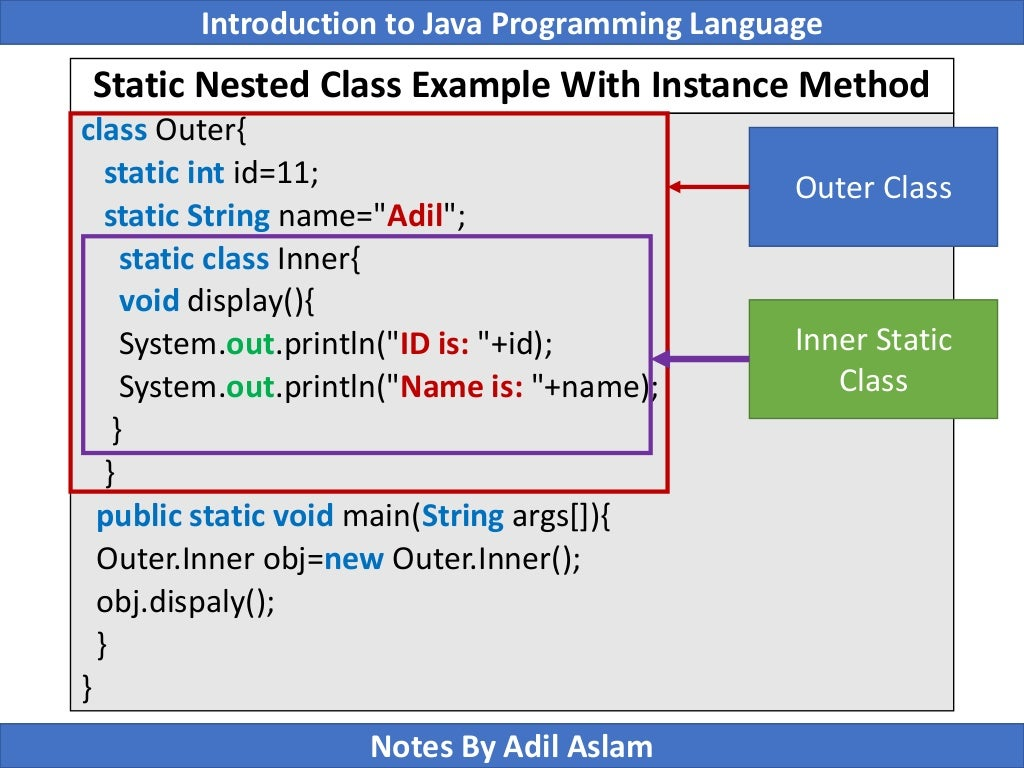 Introduction to Java Programming Language
Static Nested Class Example With Instance Method
class Outer{
static int id=11;
static String name="Adil";
static class Inner{
void display(){
System.out.println("ID is: "+id);
System.out.println("Name is: "+name);
}
}
public static void main(String args[]){
Outer.Inner obj=new Outer.Inner();
obj.dispaly();
}
}
Outer Class
Inner Static
Class
Notes By Adil Aslam